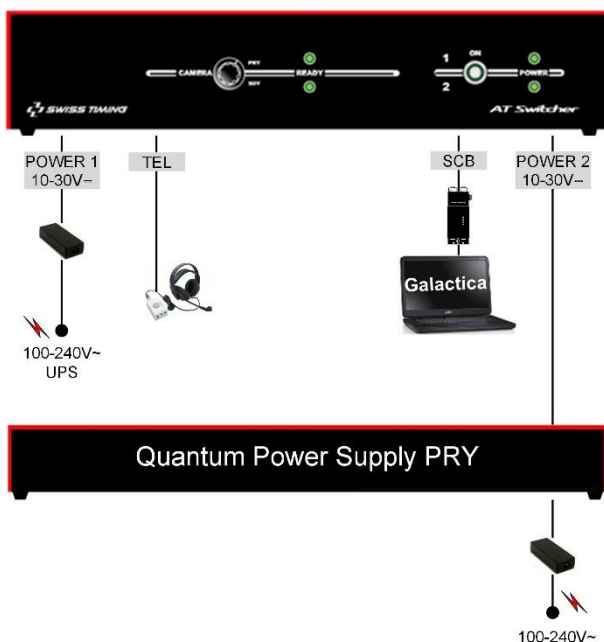 PRY
CAMERA
SBY
READY
1
2
ON
POWER
SWISS TIMING
AT Switcher
POWER 1
10-30V⎓
TEL
SCB
POWER 2
10-30V⎓
Galactica
100-240V~
UPS
Quantum Power Supply PRY
100-240V~